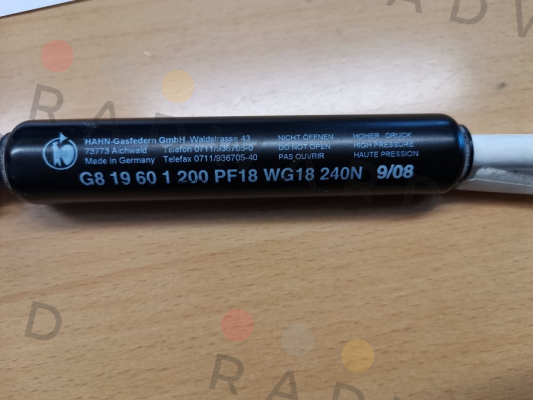 HAHN-Gasfedern GmbH Waldstrasse 43
73773 Aichwald Telefon 0711/936705-0
Made in Germany Telefax 0711/936705-40
NICHT ÖFFNEN
DO NOT OPEN
PAS OUVRIR
HOHER DRUCK
HIGH PRESSURE
HAUTE PRESSION
G8 19 60 1 200 PF18 WG18 240N 9/08
RADV
D RADV